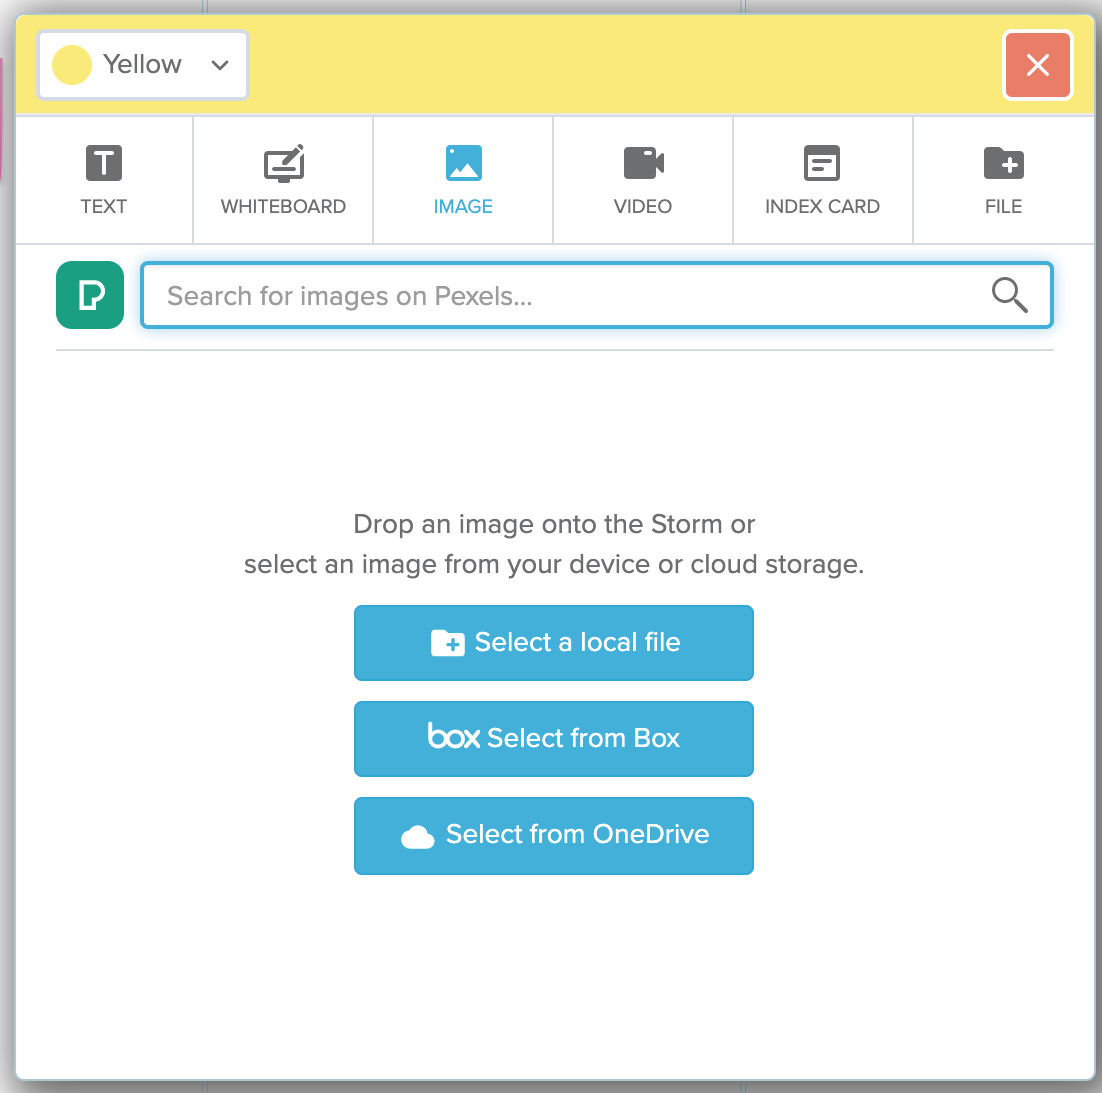 Yellow
TEXT
WHITEBOARD
IMAGE
VIDEO
INDEX CARD
FILE
Search for images on Pexels...
Drop an image onto the Storm or
select an image from your device or cloud storage.
Select a local file
box Select from Box
Select from OneDrive